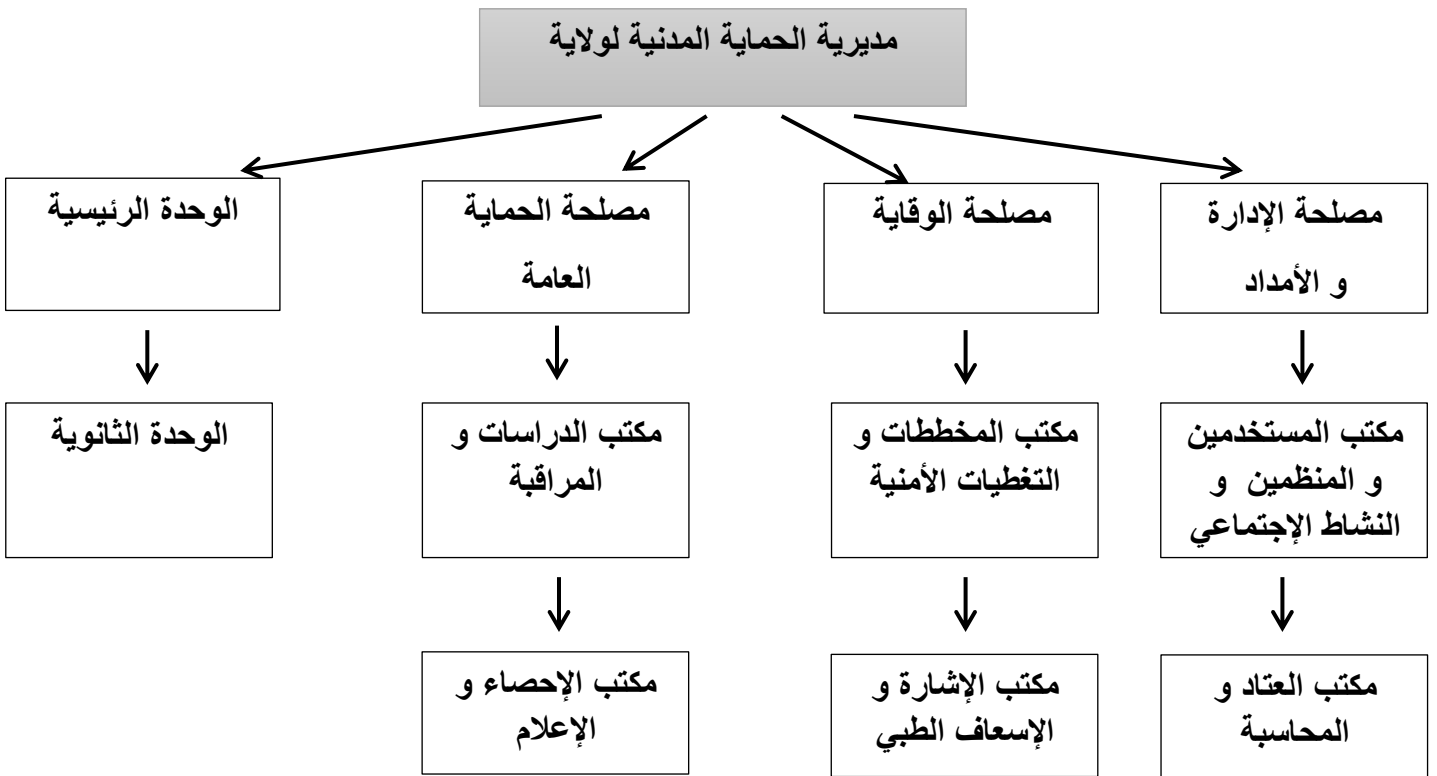 مديرية الحماية المدنية لولاية
مصلحة الإدارة
و الأمداد
مصلحة الوقاية
مصلحة الحماية
العامة
الوحدة الرئيسية
مكتب المستخدمين
و المنظمين و
النشاط الإجتماعي
مكتب المخططات و
التغطيات الأمنية
مكتب الدراسات و
المراقبة
الوحدة الثانوية
مكتب العتاد و
المحاسبة
مكتب الإشارة و
الإسعاف الطبي
مكتب الإحصاء و
الإعلام